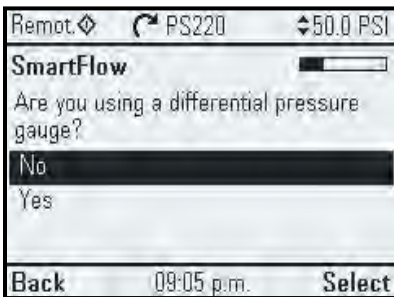 Remot. PS220 50.0 PSI
SmartFlow
Are you using a differential pressure
gauge?
No
Yes
Back 09:05 p.m. Select